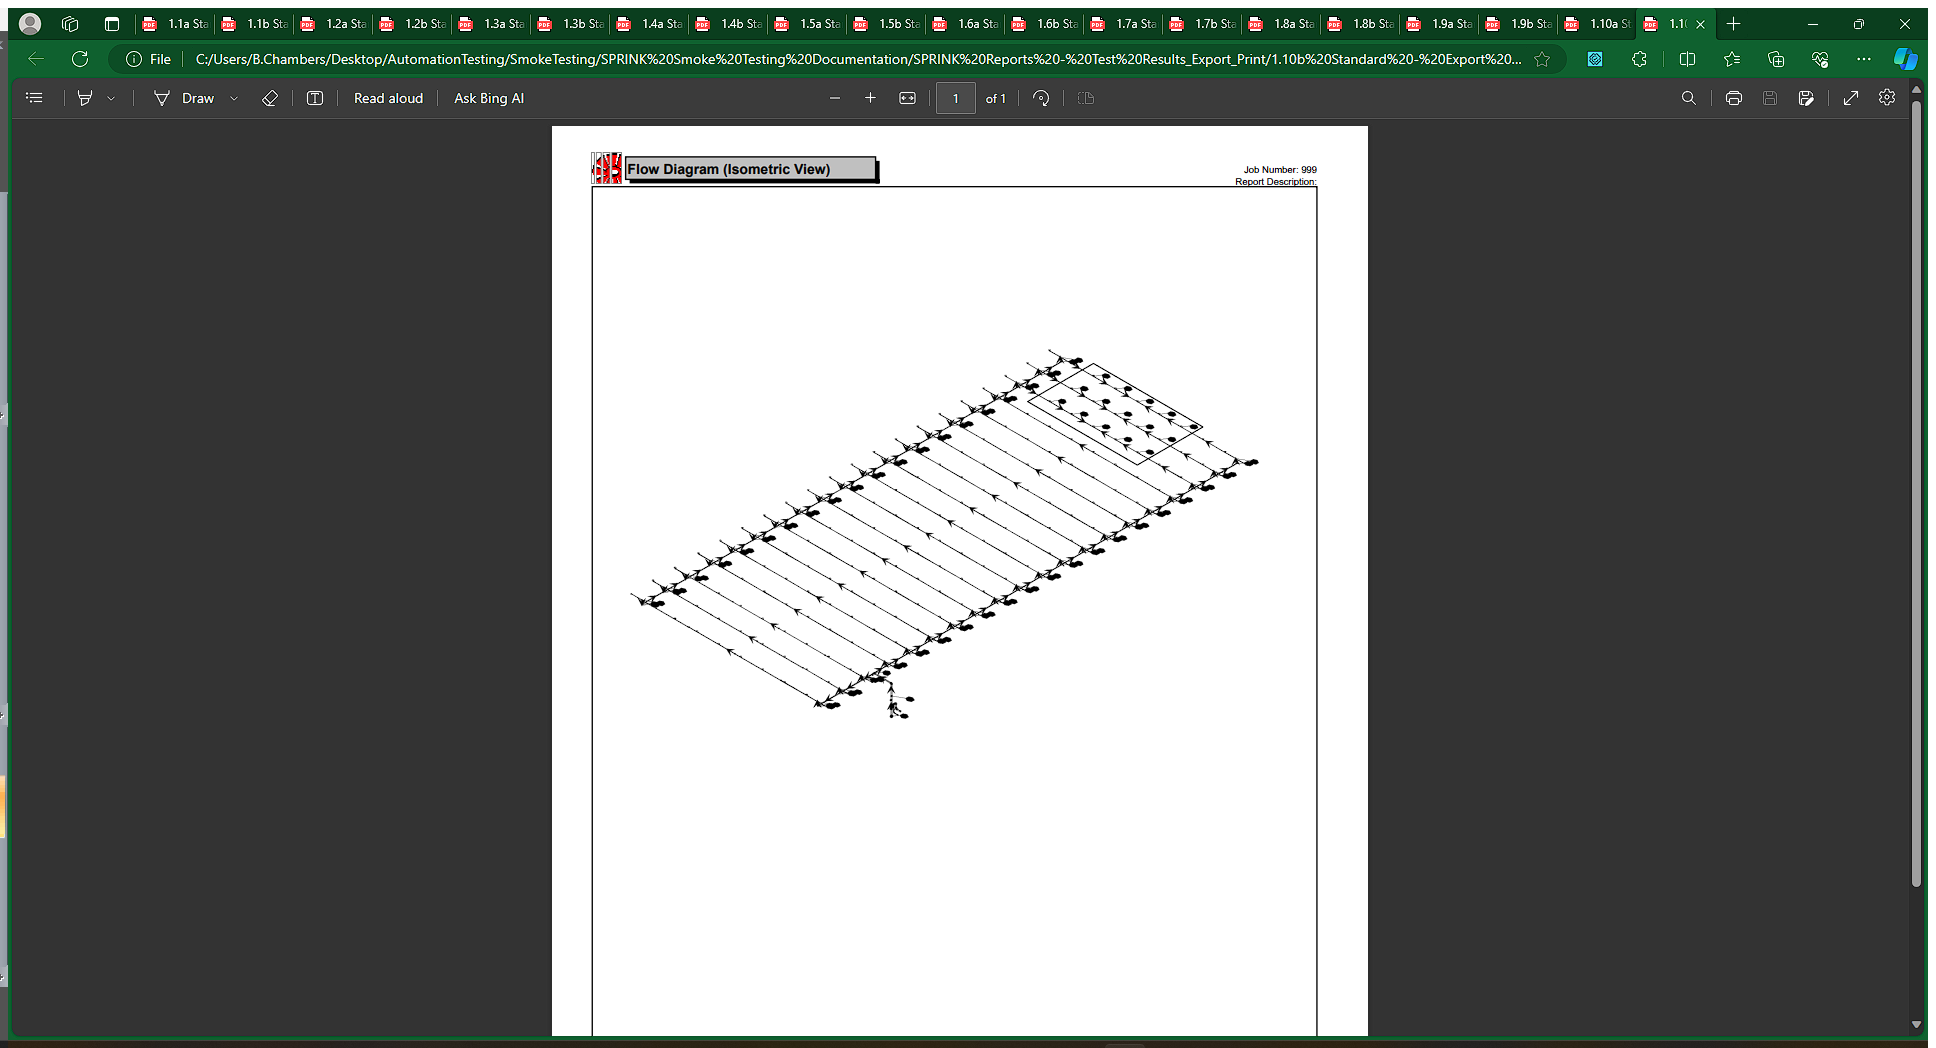 1.1a Sta 1.1b Sta 1.2a Sta 1.2b Sta 1.3a Sta 1.3b Sta 1.4a Sta 1.4b Sta 1.5a Sta 1.5b Sta 1.6a Sta 1.6b Sta 1.7a Sta 1.7b Sta 1.8a Sta 1.8b Sta 1.9a Sta 1.9b Sta 1.10a St 1.1(
File C:/Users/B.Chambers/Desktop/AutomationTesting/SmokeTesting/SPRINK%20Smoke%20Testing%20Documentation/SPRINK%20Reports%20-%20Test%20Results_Export_Print/1.10b%20Standard%20-%20Export%20...
Draw Read aloud Ask Bing AI 1 of 1
Flow Diagram (Isometric View)
Job Number: 999
Report Description: